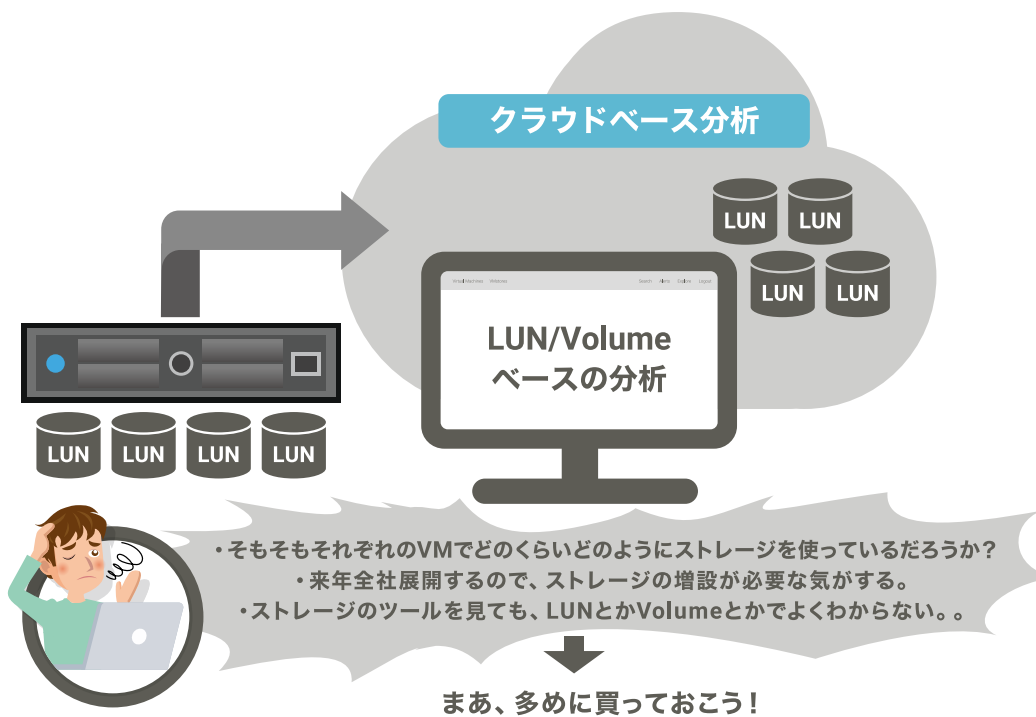 クラウドベース分析
LUN LUN
LUN LUN
Virtual Machines
Search Alerts Logout
LUN/Volume
ベースの分析
LUN LUN LUN LUN
・そもそもそれぞれのVMでどのくらいどのようにストレージを使っているだろうか？
・来年全社展開するので、ストレージの増設が必要な気がする。
・ストレージのツールを見ても、LUNとかVolumeとかでよくわからない。。
まあ、多めに買っておこう！